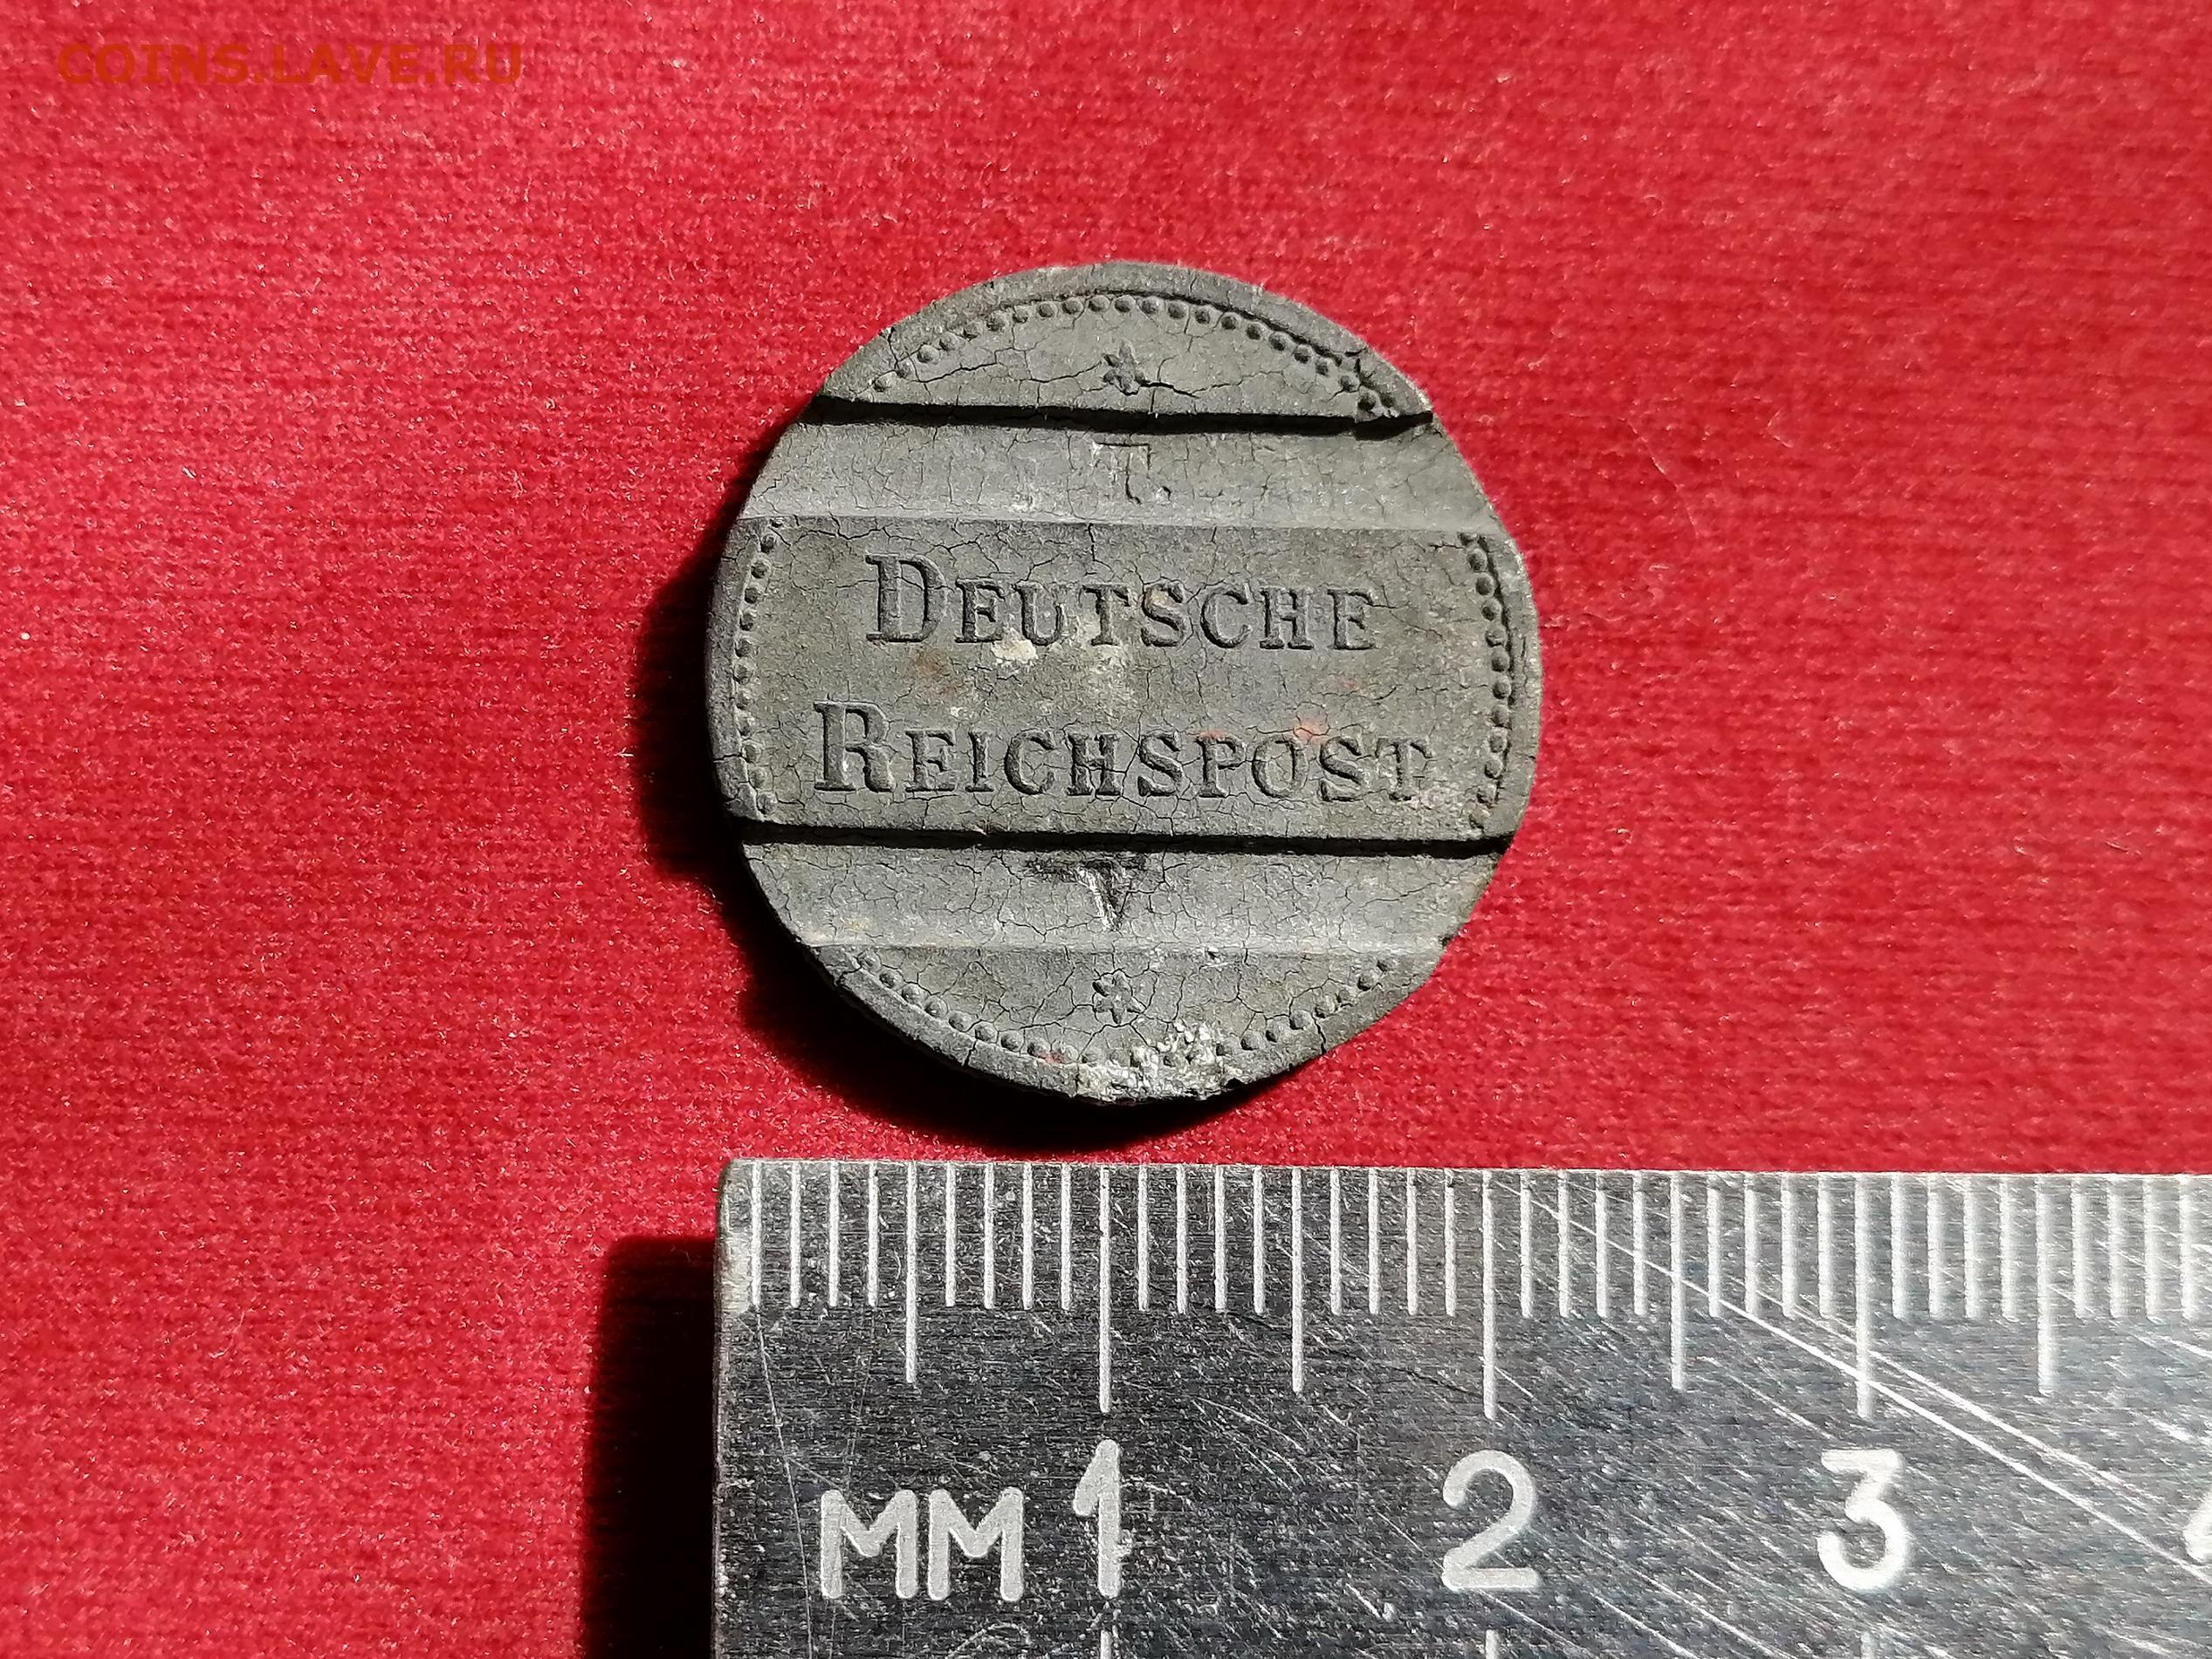 COINS.LAVE.RU
T.
DEUTSCHE
REICHSPOST
V
MM 1 2 3